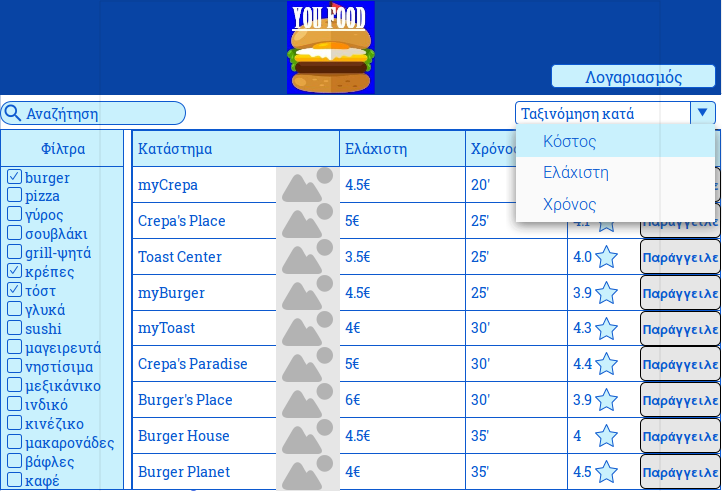 YOU FOOD
Λογαριασμός
Αναζήτηση
Ταξινόμηση κατά
Κόστος
Ελάχιστη
Χρόνος
Φίλτρα
burger
pizza
γύρος
σουβλάκι
grill-ψητά
κρέπες
τόστ
γλυκά
sushi
μαγειρευτά
νηστίσιμα
μεξικάνικο
ινδικό
κινέζικο
μακαρονάδες
βάφλες
καφέ
Κατάστημα Ελάχιστη Χρόνος
myCrepa 4.5€ 20'
Crepa's Place 5€ 25' 4.1 Παράγγειλε
Toast Center 3.5€ 25' 4.0 Παράγγειλε
myBurger 4.5€ 25' 3.9 Παράγγειλε
myToast 4€ 30' 4.3 Παράγγειλε
Crepa's Paradise 5€ 30' 4.4 Παράγγειλε
Burger's Place 6€ 30' 3.9 Παράγγειλε
Burger House 4.5€ 35' 4 Παράγγειλε
Burger Planet 4€ 35' 4.5 Παράγγειλε